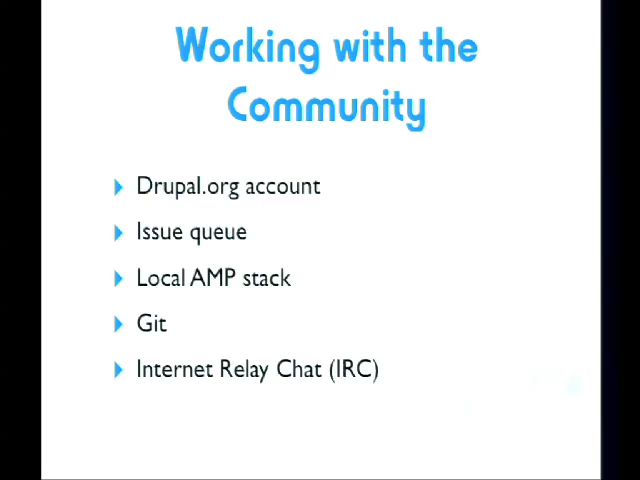 Working with the
Community
Drupal.org account
Issue queue
Local AMP stack
Git
Internet Relay Chat (IRC)